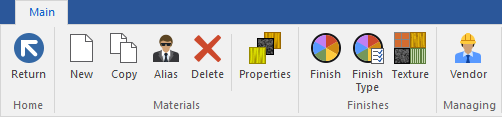 Main
Return
New
Copy
Alias
Delete
Properties
Finish
Finish
Type
Texture
Vendor
Home
Materials
Finishes
Managing